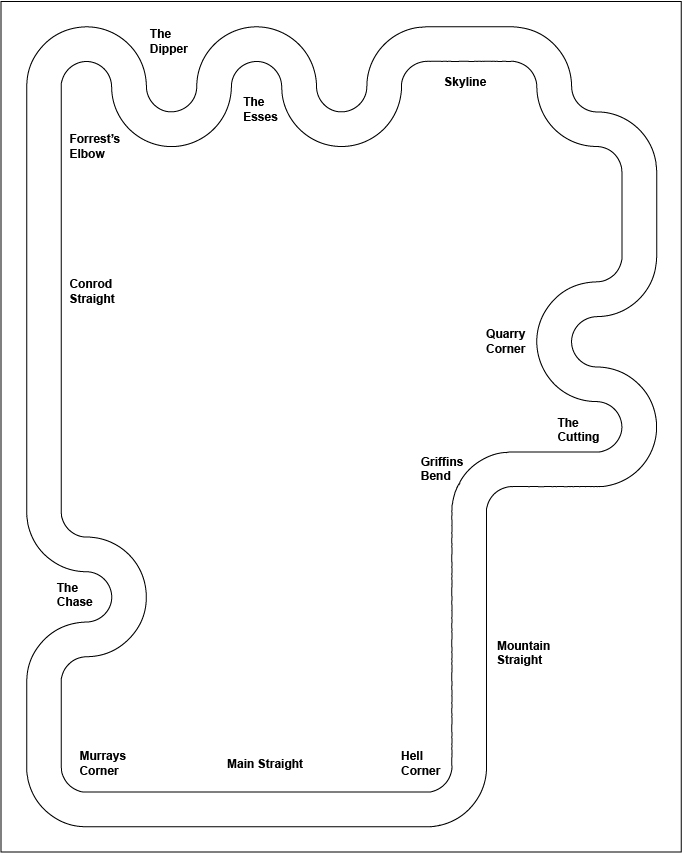 The
Dipper
Skyline
The
Esses
Forrest's
Elbow
Conrod
Straight
Quarry
Corner
The
Cutting
Griffins
Bend
The
Chase
Mountain
Straight
Murrays
Corner
Main Straight
Hell
Corner